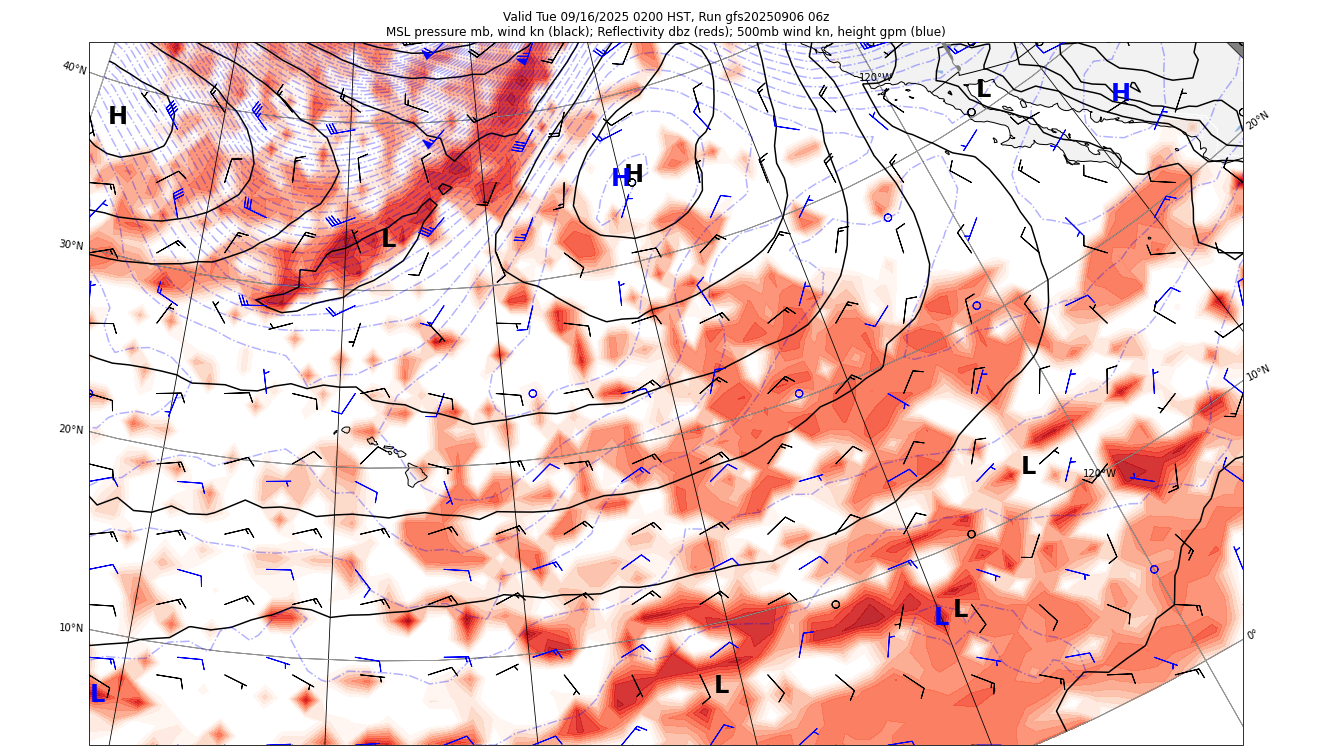 Valid Tue 09/16/2025 0200 HST, Run gfs20250906 06z
MSL pressure mb, wind kn (black); Reflectivity dbz (reds); 500mb wind kn, height gpm (blue)
40°N
120°W
L
H
H
20°N
H
H
30°N
L
10°N
20°N
L
120°W
10°N
L
L
0°
L
L